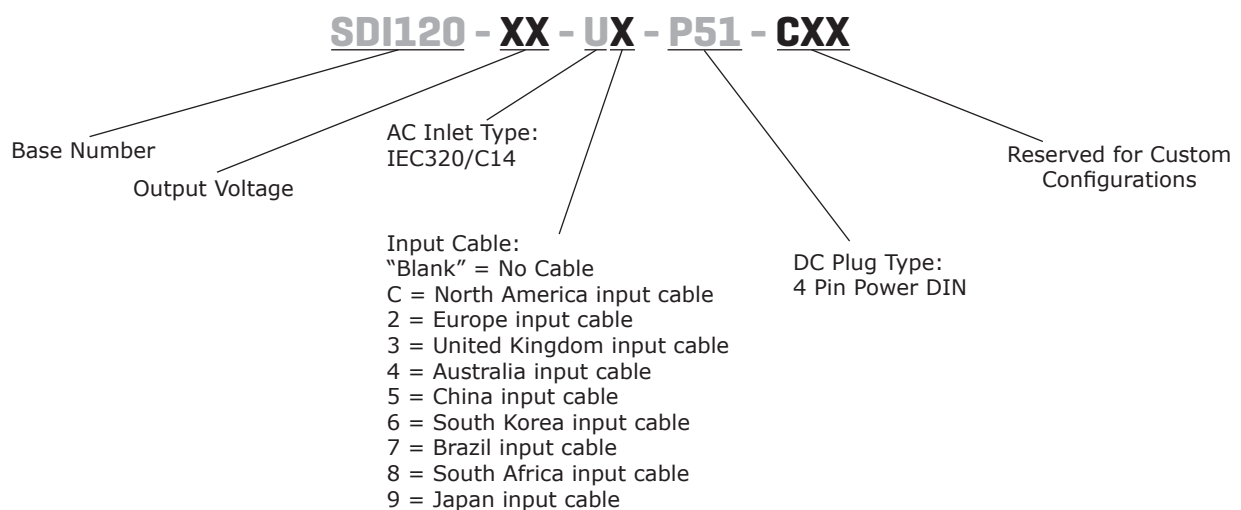 SDI120 - XX - UX - P51 - CXX
Base Number
Output Voltage
AC Inlet Type:
IEC320/C14
Input Cable:
“Blank” = No Cable
C = North America input cable
2 = Europe input cable
3 = United Kingdom input cable
4 = Australia input cable
5 = China input cable
6 = South Korea input cable
7 = Brazil input cable
8 = South Africa input cable
9 = Japan input cable
DC Plug Type:
4 Pin Power DIN
Reserved for Custom
Configurations